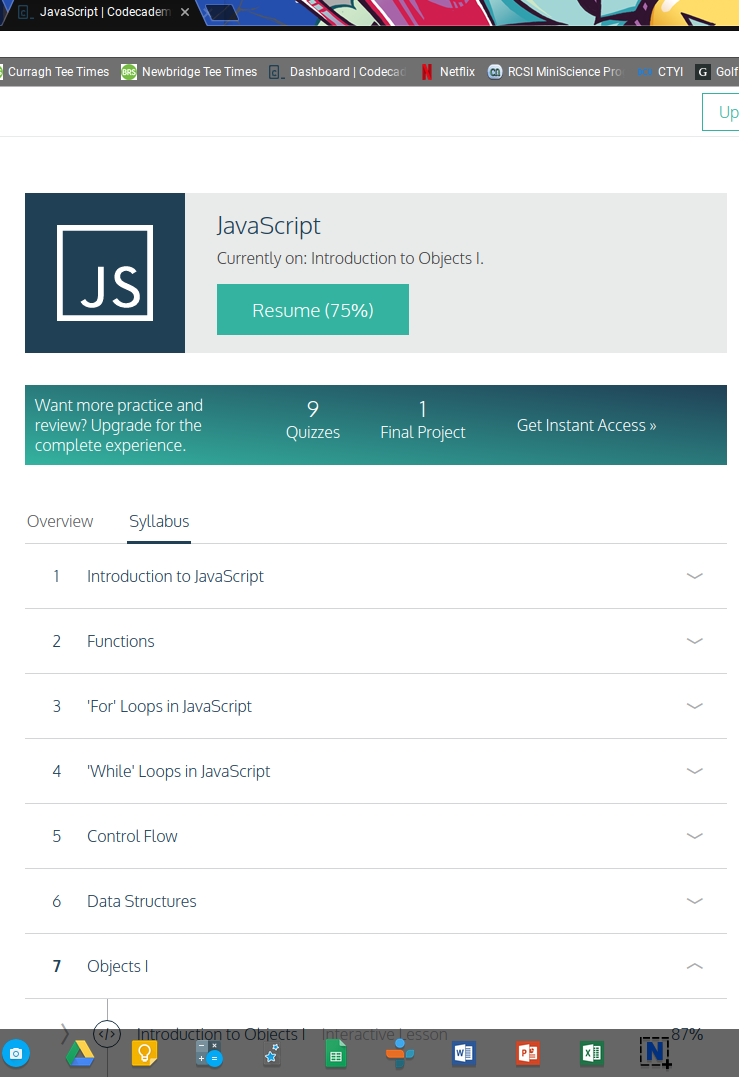 JavaScript | Codecadem
Curragh Tee Times
GRS
Newbridge Tee Times
Dashboard | Codecad
Netflix
RCSI MiniScience Pro
CTYI
G
Golf
Up
JS
JavaScript
Currently on: Introduction to Objects I.
Resume (75%)
Want more practice and
review? Upgrade for the
complete experience.
9
Quizzes
1
Final Project
Get Instant Access »
Overview
Syllabus
1 Introduction to JavaScript
2 Functions
3 'For' Loops in JavaScript
4 'While' Loops in JavaScript
5 Control Flow
6 Data Structures
7 Objects I
</> Introduction to Objects I Interactive Lesson 87%
N